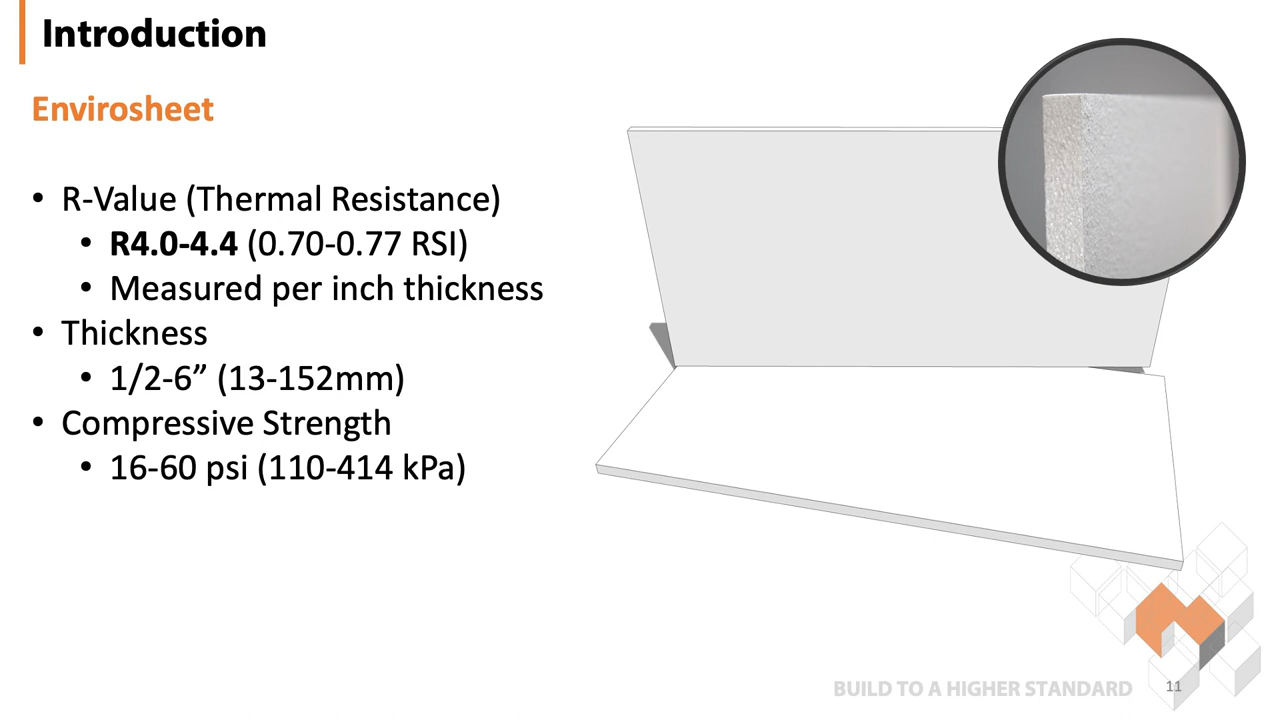 Introduction
Envirosheet
• R-Value (Thermal Resistance)
• R4.0-4.4 (0.70-0.77 RSI)
• Measured per inch thickness
• Thickness
• 1/2-6” (13-152mm)
• Compressive Strength
• 16-60 psi (110-414 kPa)
BUILD TO A HIGHER STANDARD
11